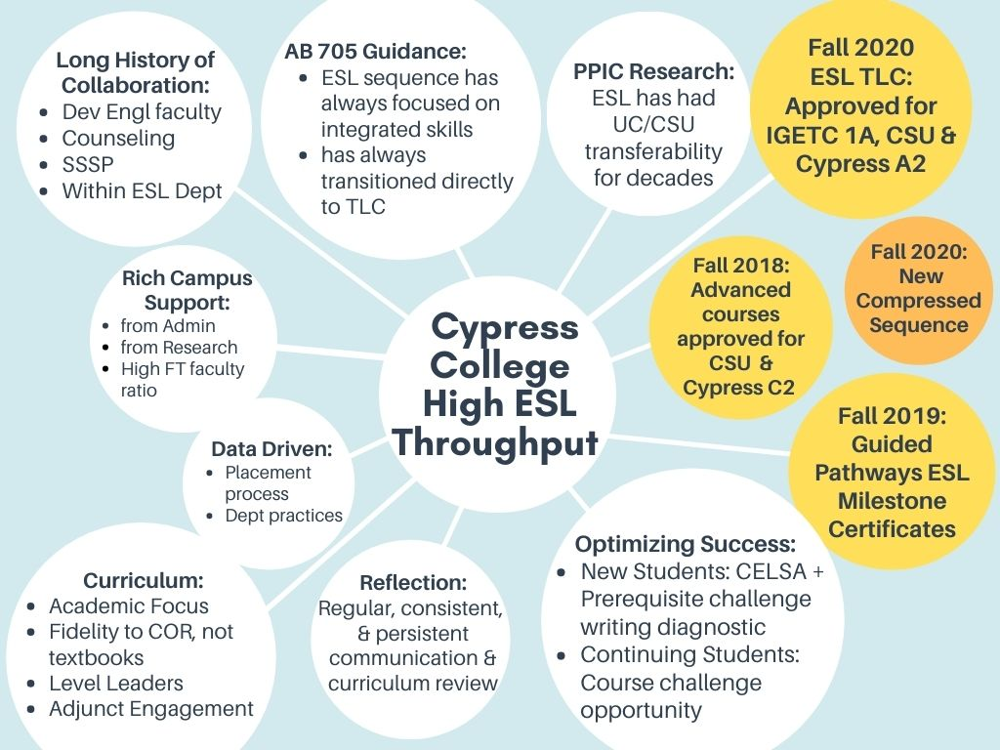 Long History of
Collaboration:
• Dev Engl faculty
• Counseling
• SSSP
• Within ESL Dept
AB 705 Guidance:
• ESL sequence has
always focused on
integrated skills
• has always
transitioned directly
to TLC
PPIC Research:
ESL has had
UC/CSU
transferability
for decades
Fall 2020
ESL TLC:
Approved for
IGETC 1A, CSU &
Cypress A2
Rich Campus
Support:
• from Admin
• from Research
• High FT faculty
ratio
Cypress
College
High ESL
Throughput
Fall 2018:
Advanced
courses
approved for
CSU &
Cypress C2
Fall 2020:
New
Compressed
Sequence
Data Driven:
• Placement
process
• Dept practices
Fall 2019:
Guided
Pathways ESL
Milestone
Certificates
Curriculum:
• Academic Focus
• Fidelity to COR, not
textbooks
• Level Leaders
• Adjunct Engagement
Reflection:
Regular, consistent,
& persistent
communication &
curriculum review
Optimizing Success:
• New Students: CELSA +
Prerequisite challenge
writing diagnostic
• Continuing Students:
Course challenge
opportunity